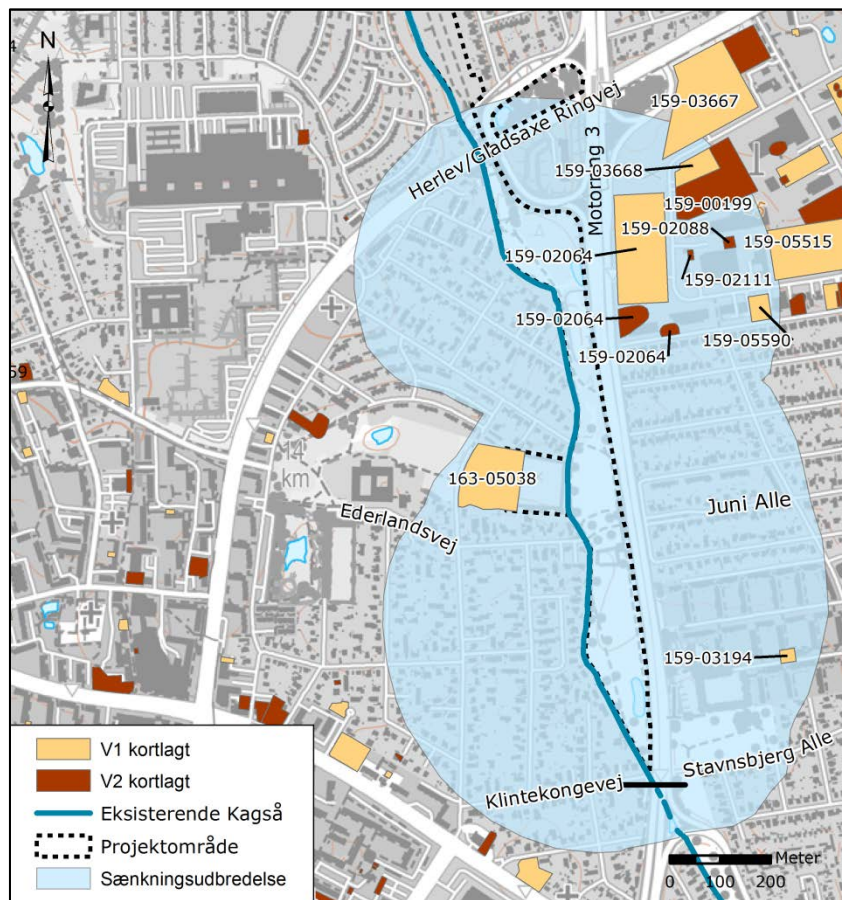 N
Herlev/Gladsaxe Ringvej
Motorring 3
159-03667
159-03668
159-00199
159-02088
159-05515
159-02064
159-02111
159-02064
159-02064
159-05590
59
14
km
163-05038
Ederlandsvej
Juni Alle
159-03194
Stavnsbjerg Alle
Klintekongevej
V1 kortlagt
V2 kortlagt
Eksisterende Kagså
Projektområde
Sænkningsudbredelse
Meter
0 100 200